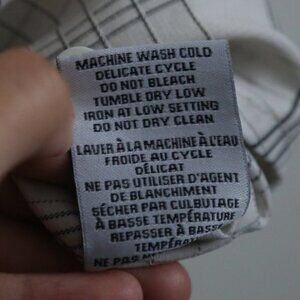 MACHINE WASH COLD
DELICATE CYCLE
DO NOT BLEACH
TUMBLE DRY LOW
IRON AT LOW SETTING
DO NOT DRY CLEAN
LAVER À LA MACHINE À L'EAU
FROIDE AU CYCLE
DÉLICAT
NE PAS UTILISER D'AGENT
DE BLANCHIMENT
SÉCHER PAR CULBUTAGE
À BASSE TEMPÉRATURE
REPASSER À BASSE
TEMPÉRATURE
NE PAS